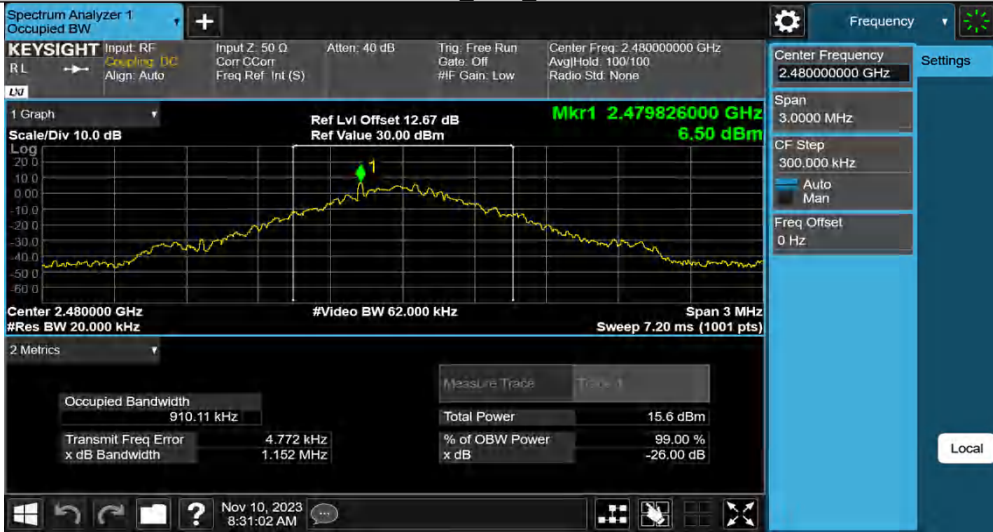 Spectrum Analyzer 1
Occupied BW
+
Frequency
KEYSIGHT
RL
LXI
Input: RF
Coupling: DC
Align: Auto
Input Z: 50 Ω
Corr CCorr
Freq Ref: Int (S)
Atten: 40 dB
Trig: Free Run
Gate: Off
#IF Gain: Low
Center Freq: 2.480000000 GHz
Avg|Hold: 100/100
Radio Std: None
Center Frequency
2.480000000 GHz
Settings
Span
3.0000 MHz
CF Step
300.000 kHz
Auto
Man
Freq Offset
0 Hz
Local
1 Graph
Scale/Div 10.0 dB
Ref Lvl Offset 12.67 dB
Ref Value 30.00 dBm
Mkr1 2.479826000 GHz
6.50 dBm
Log
20.0
10.0
0.00
-10.0
-20.0
-30.0
-40.0
-50.0
-60.0
1
Center 2.480000 GHz
#Res BW 20.000 kHz
#Video BW 62.000 kHz
Span 3 MHz
Sweep 7.20 ms (1001 pts)
2 Metrics
Measure Trace
Trace 1
Occupied Bandwidth
910.11 kHz
Total Power 15.6 dBm
Transmit Freq Error 4.772 kHz
% of OBW Power 99.00 %
x dB Bandwidth 1.152 MHz
x dB -26.00 dB
?
Nov 10, 2023
8:31:02 AM